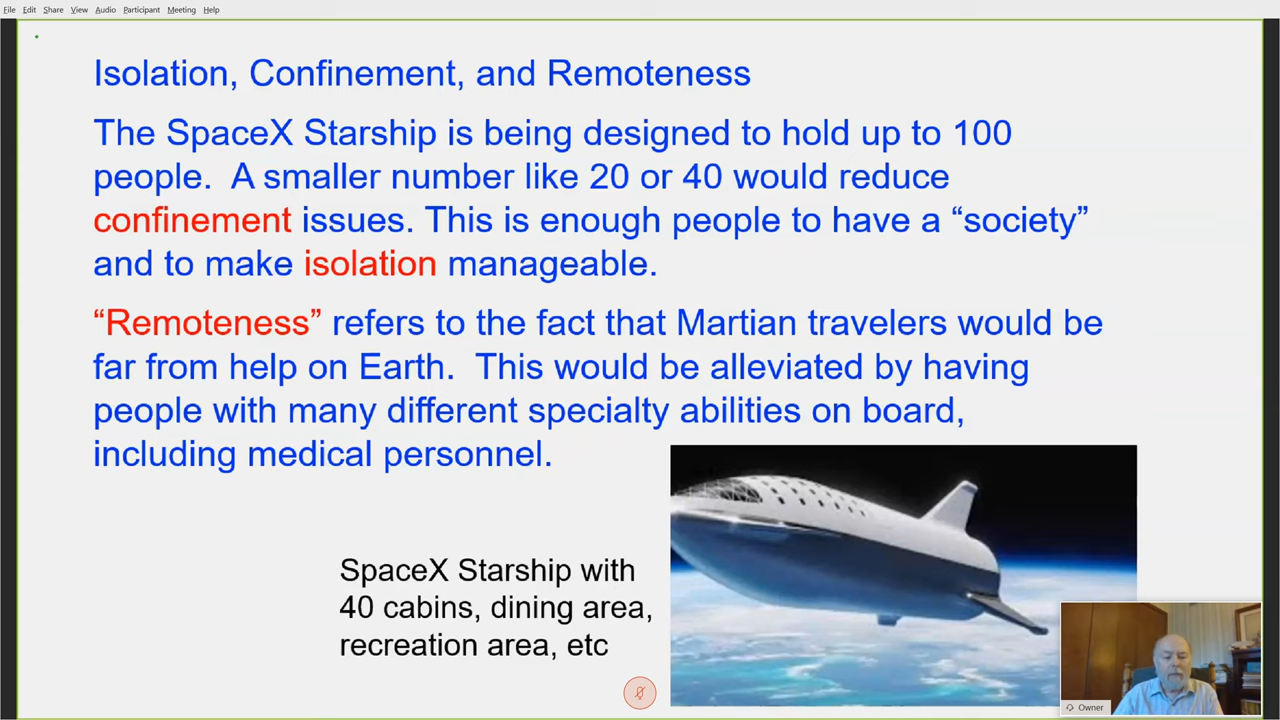 File Edit Share View Audio Participant Meeting Help
Isolation, Confinement, and Remoteness
The SpaceX Starship is being designed to hold up to 100
people.  A smaller number like 20 or 40 would reduce
confinement issues. This is enough people to have a “society”
and to make isolation manageable.
“Remoteness” refers to the fact that Martian travelers would be
far from help on Earth.  This would be alleviated by having
people with many different specialty abilities on board,
including medical personnel.
SpaceX Starship with
40 cabins, dining area,
recreation area, etc
Owner